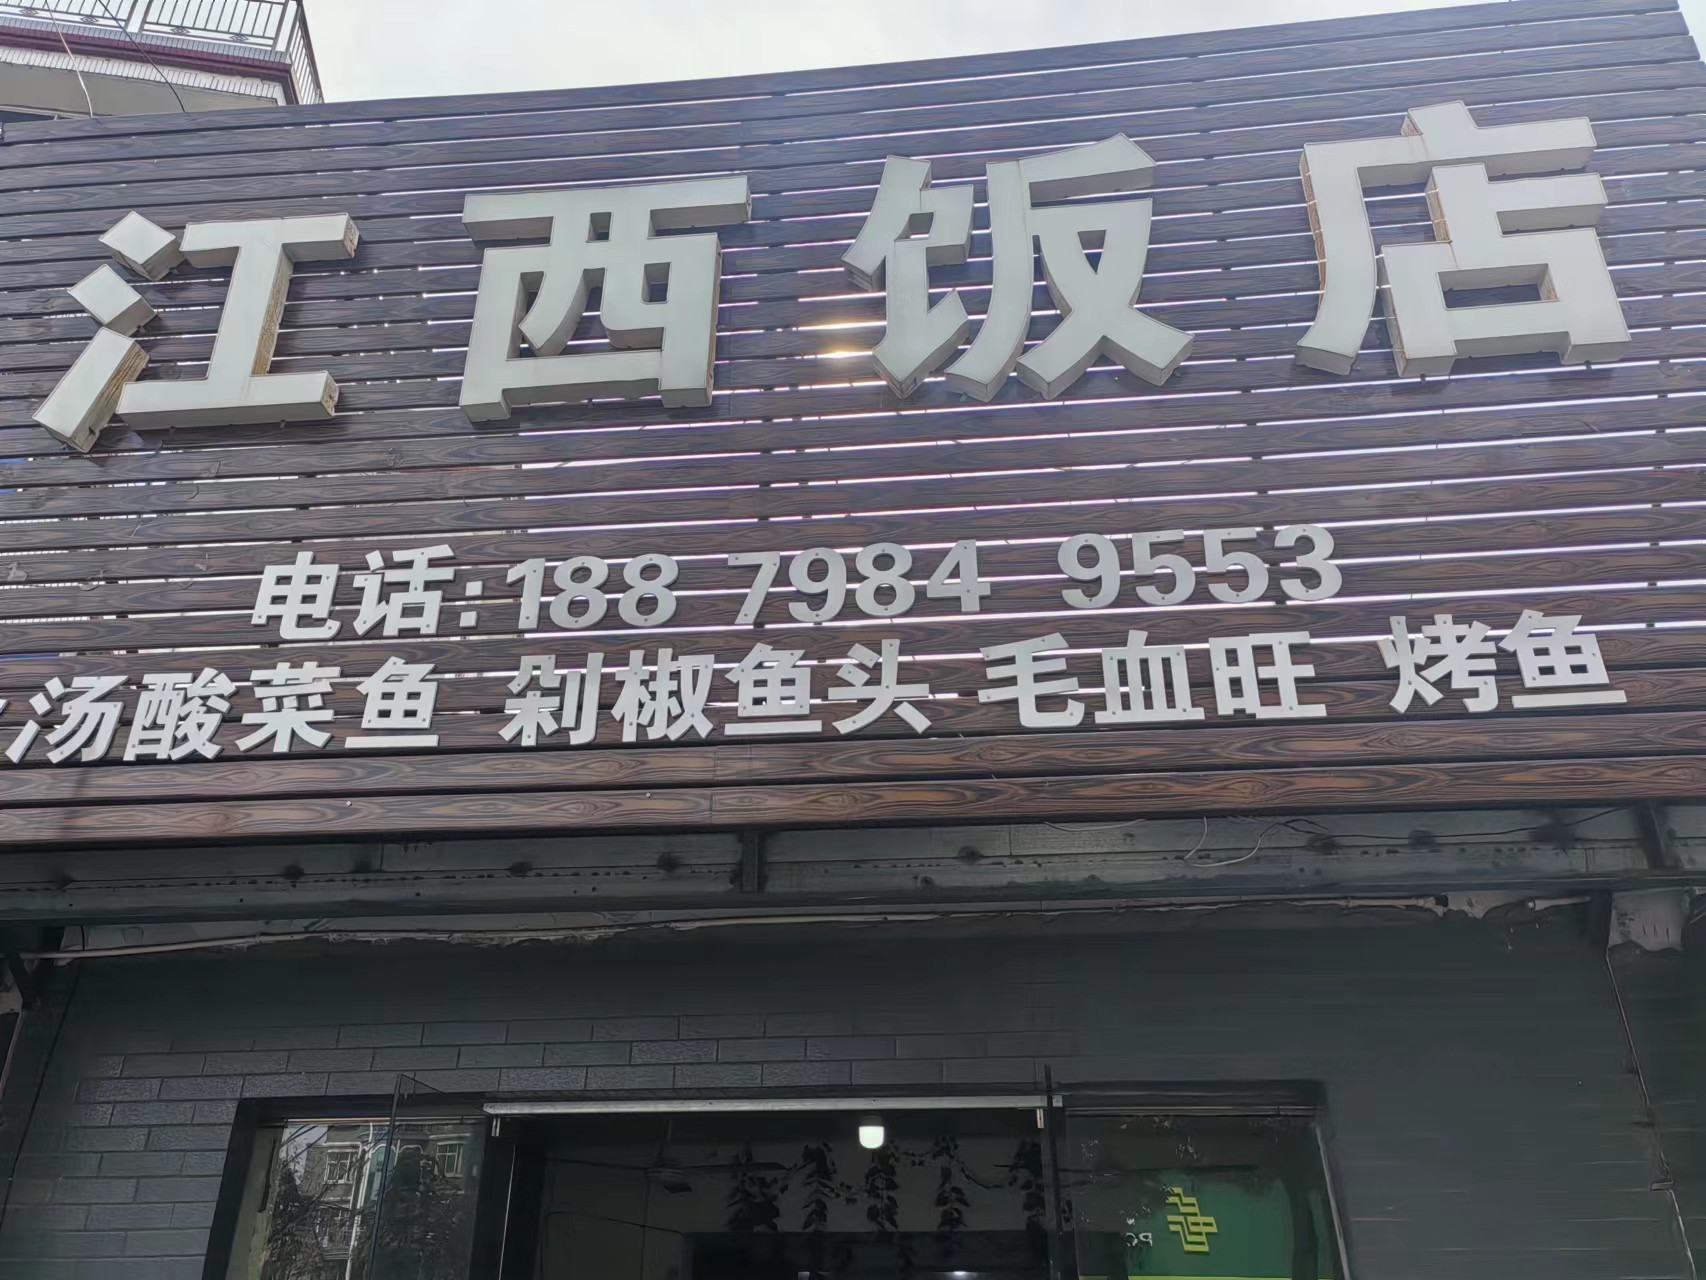 江西饭店
电话:188 7984 9553
汤酸菜鱼 剁椒鱼头 毛血旺 烤鱼